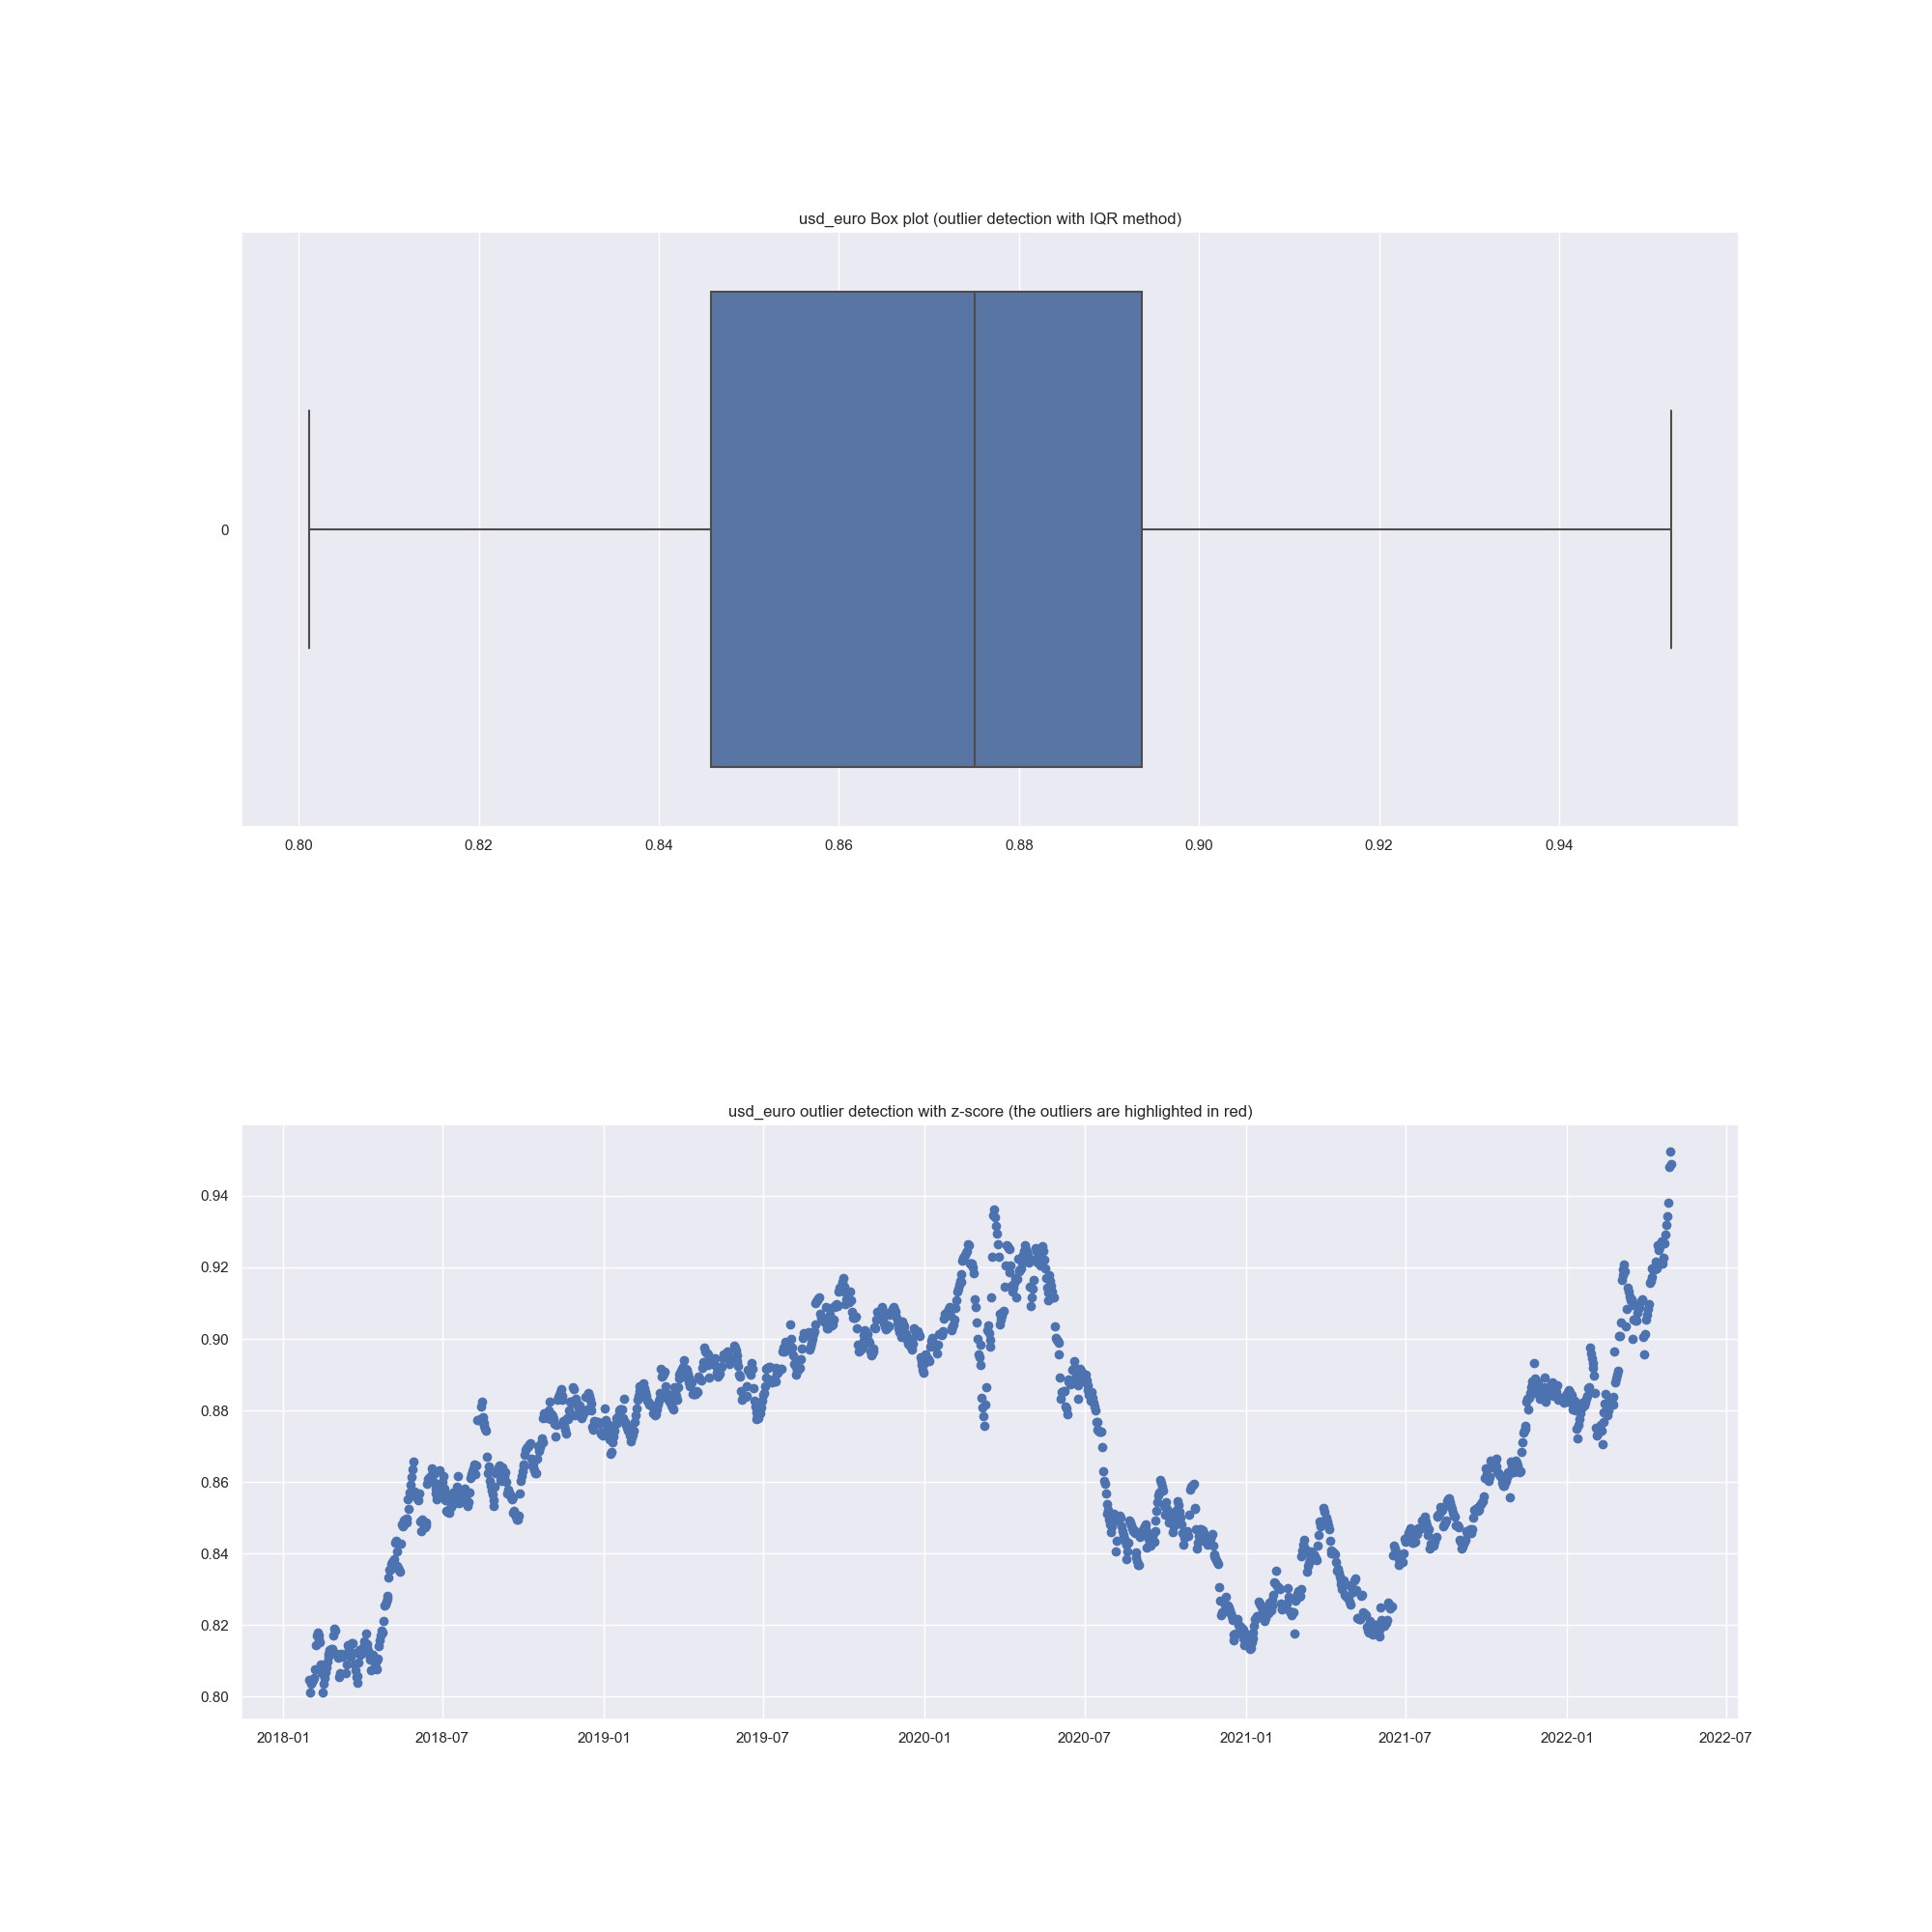 usd_euro Box plot (outlier detection with IQR method)
0
0.80 0.82 0.84 0.86 0.88 0.90 0.92 0.94
usd_euro outlier detection with z-score (the outliers are highlighted in red)
0.94
0.92
0.90
0.88
0.86
0.84
0.82
0.80
2018-01 2018-07 2019-01 2019-07 2020-01 2020-07 2021-01 2021-07 2022-01 2022-07